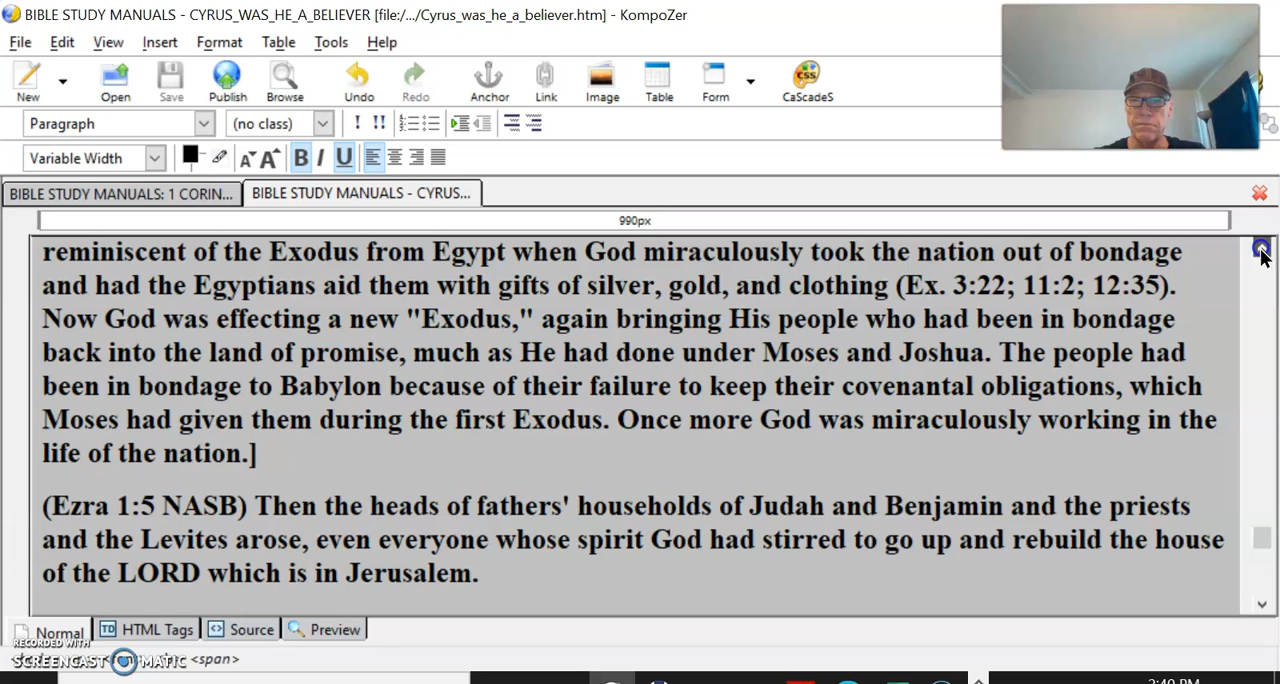 BIBLE STUDY MANUALS - CYRUS_WAS_HE_A_BELIEVER [file:/.../Cyrus_was_he_a_believer.htm] - KompoZer
File Edit View Insert Format Table Tools Help
New Open Save Publish Browse Undo Redo Anchor Link Image Table Form CaScadeS
Paragraph (no class) ! !!
Variable Width A A B I U
BIBLE STUDY MANUALS: 1 CORIN... BIBLE STUDY MANUALS - CYRUS...
990px
reminiscent of the Exodus from Egypt when God miraculously took the nation out of bondage
and had the Egyptians aid them with gifts of silver, gold, and clothing (Ex. 3:22; 11:2; 12:35).
Now God was effecting a new "Exodus," again bringing His people who had been in bondage
back into the land of promise, much as He had done under Moses and Joshua. The people had
been in bondage to Babylon because of their failure to keep their covenantal obligations, which
Moses had given them during the first Exodus. Once more God was miraculously working in the
life of the nation.]
(Ezra 1:5 NASB) Then the heads of fathers' households of Judah and Benjamin and the priests
and the Levites arose, even everyone whose spirit God had stirred to go up and rebuild the house
of the LORD which is in Jerusalem.
Normal TD HTML Tags Source Preview
RECORDED WITH
SCREENCAST MATIC
<span>
2:40 PM